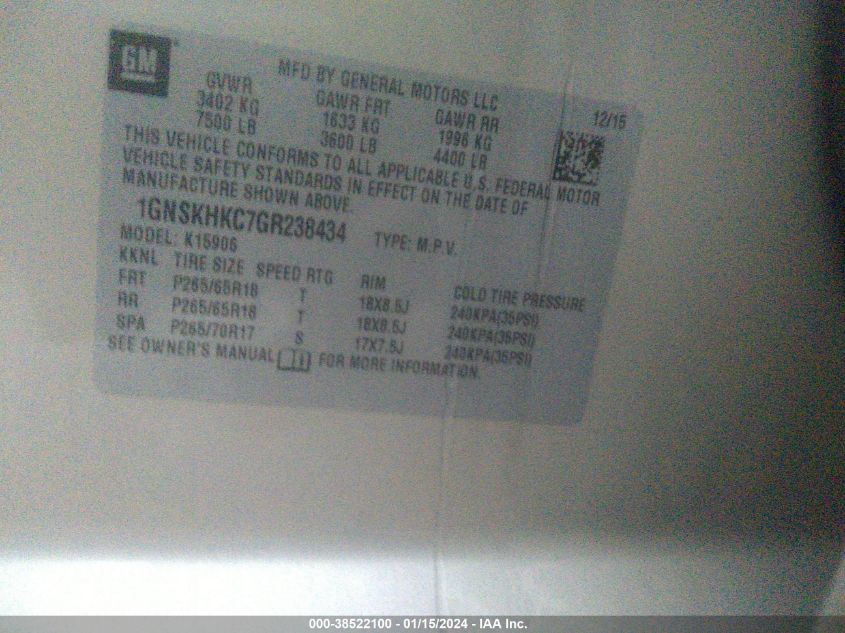 GM
MFD BY GENERAL MOTORS LLC
GVWR GAWR FRT GAWR RR 12/15
3402 KG 1633 KG 1996 KG
7500 LB 3600 LB 4400 LB
THIS VEHICLE CONFORMS TO ALL APPLICABLE U.S. FEDERAL MOTOR
VEHICLE SAFETY STANDARDS IN EFFECT ON THE DATE OF
MANUFACTURE SHOWN ABOVE.
1GNSKHKC7GR238434 TYPE: M.P.V.
MODEL: K15906
KKNL TIRE SIZE SPEED RTG RIM COLD TIRE PRESSURE
FRT P265/65R18 T 18X8.5J 240KPA(35PSI)
RR P265/65R18 T 18X8.5J 240KPA(35PSI)
SPA P265/70R17 S 17X7.5J 240KPA(35PSI)
SEE OWNER'S MANUAL FOR MORE INFORMATION.
000-38522100 - 01/15/2024 - IAA Inc.